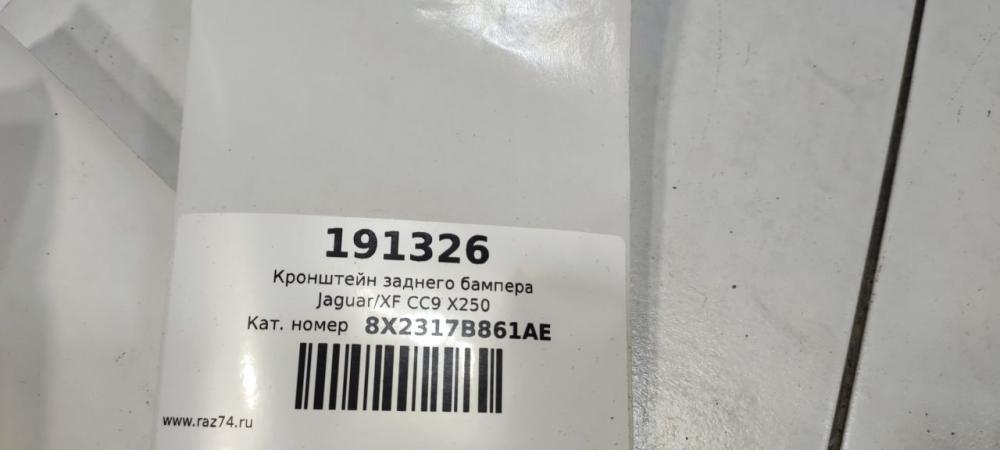 191326
Кронштейн заднего бампера
Jaguar/XF CC9 X250
Кат. номер 8X2317B861AE
www.raz74.ru